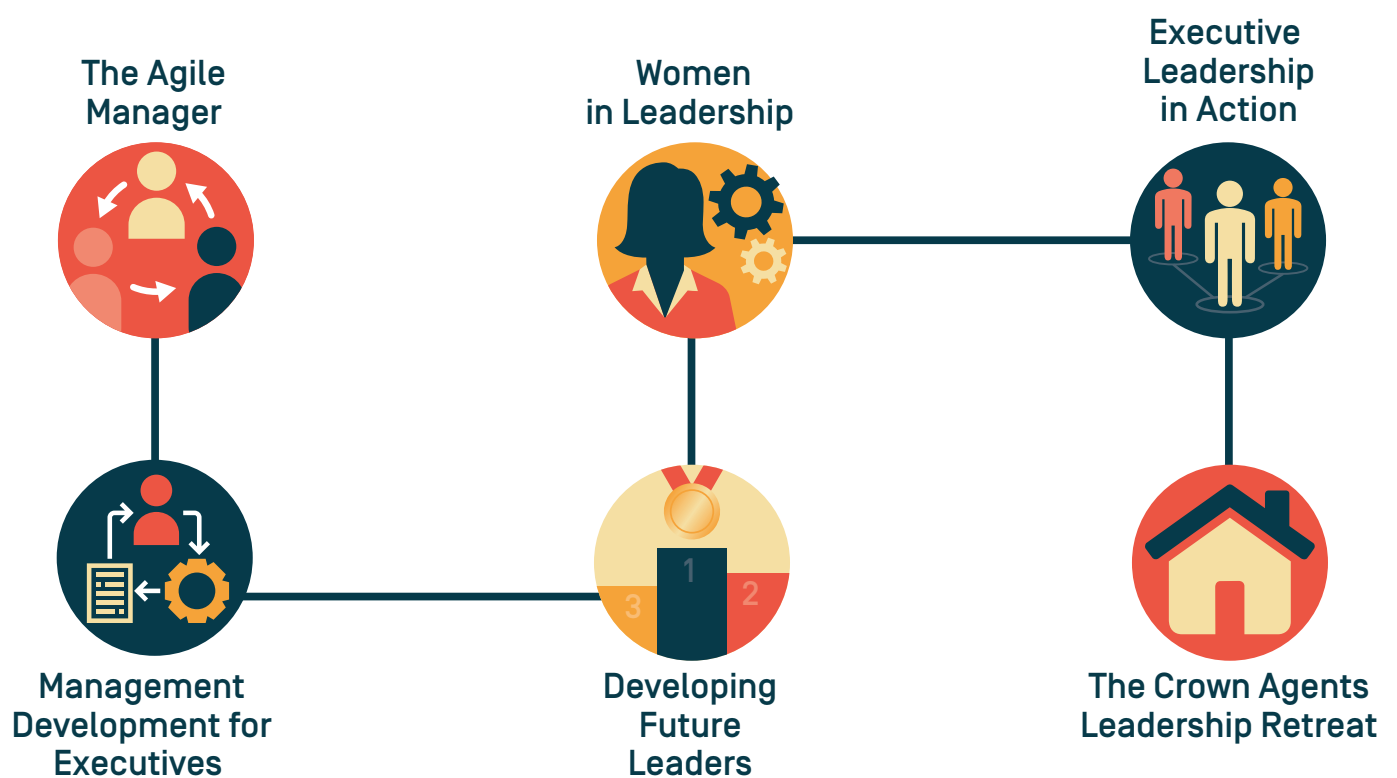 The Agile
Manager
Women
in Leadership
Executive
Leadership
in Action
Management
Development for
Executives
3
1
2
Developing
Future
Leaders
The Crown Agents
Leadership Retreat